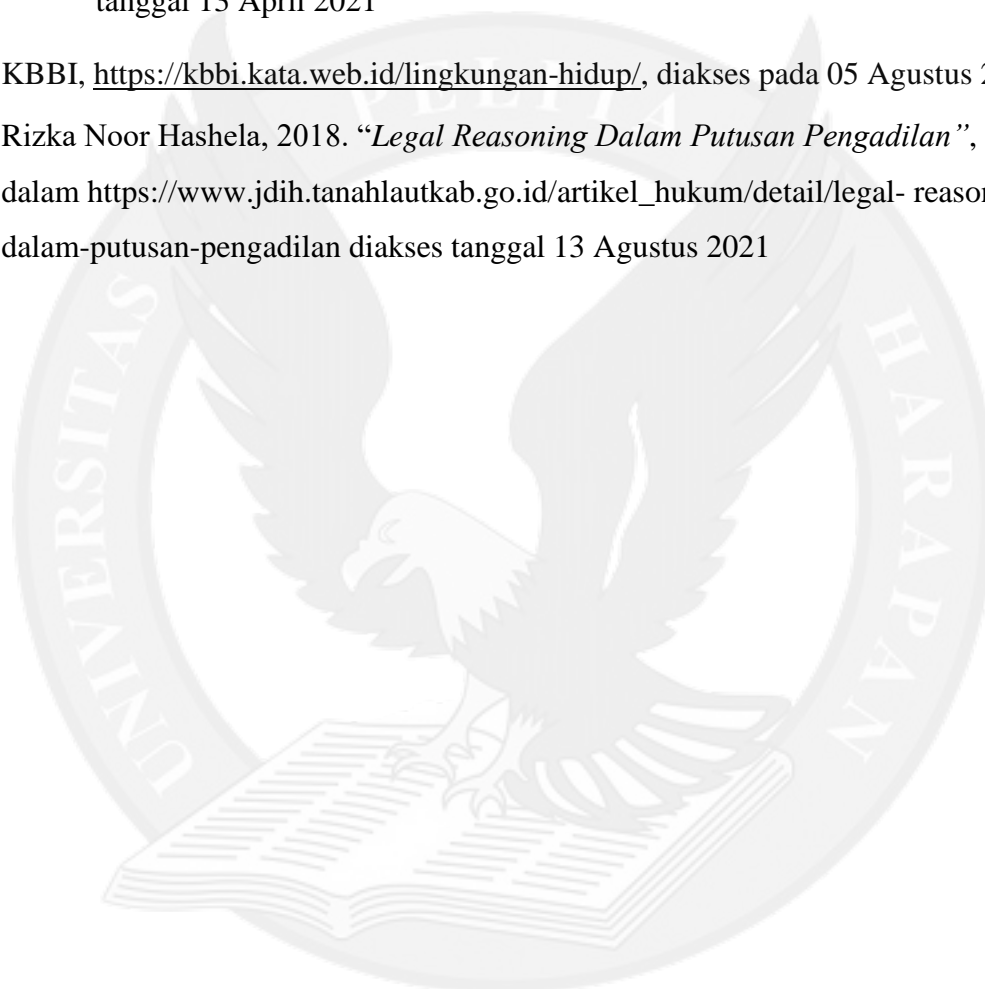 tanggal 13 April 2021
KBBI, https://kbbi.kata.web.id/lingkungan-hidup/, diakses pada 05 Agustus 2
Rizka Noor Hashela, 2018. “Legal Reasoning Dalam Putusan Pengadilan”,
dalam https://www.jdih.tanahlautkab.go.id/artikel_hukum/detail/legal- reason
dalam-putusan-pengadilan diakses tanggal 13 Agustus 2021
UNIVERSITAS PELITA HARAPAN